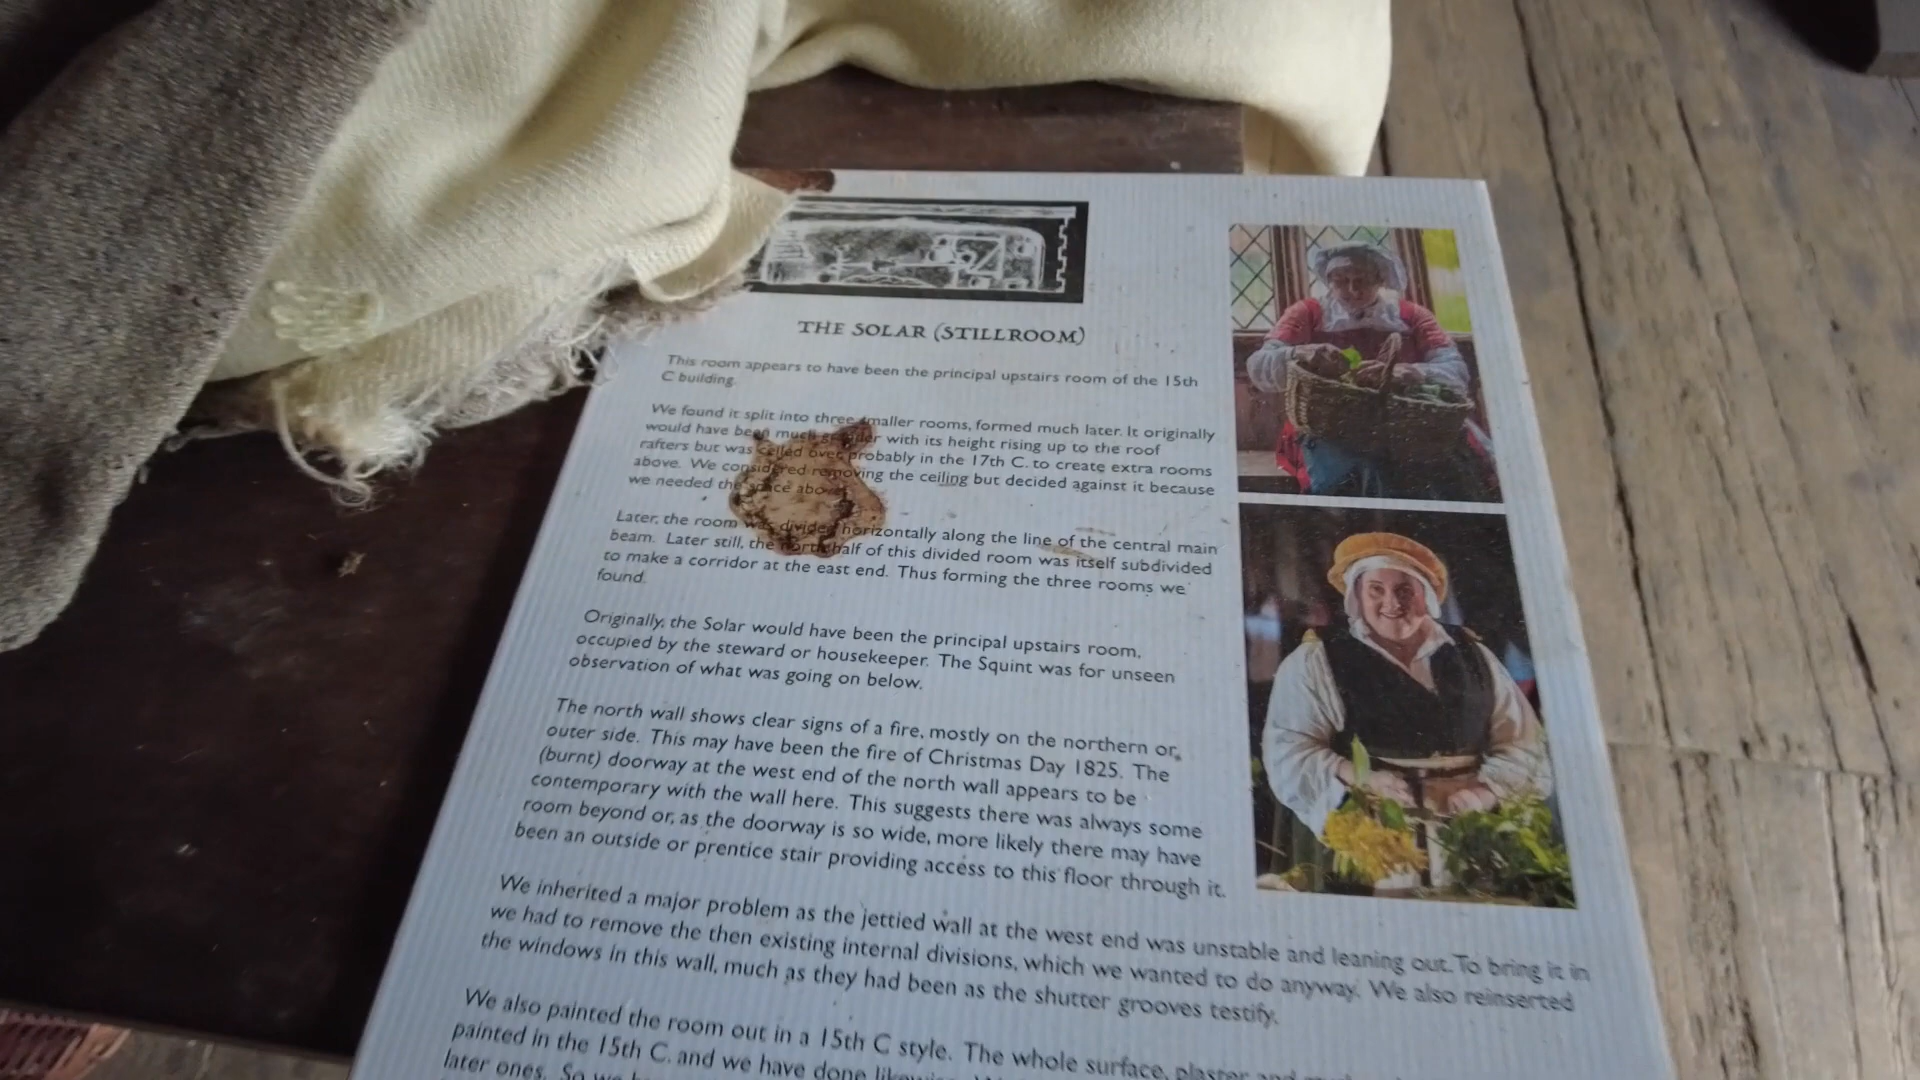 THE SOLAR (STILLROOM)
This room appears to have been the principal upstairs room of the 15th
C building.
We found it split into three smaller rooms, formed much later. It originally
would have been much grander with its height rising up to the roof
rafters but was ceiled over probably in the 17th C. to create extra rooms
above. We considered removing the ceiling but decided against it because
we needed the space above.
Later, the room was divided horizontally along the line of the central main
beam. Later still, the north half of this divided room was itself subdivided
to make a corridor at the east end. Thus forming the three rooms we
found.
Originally, the Solar would have been the principal upstairs room,
occupied by the steward or housekeeper. The Squint was for unseen
observation of what was going on below.
The north wall shows clear signs of a fire, mostly on the northern or,
outer side. This may have been the fire of Christmas Day 1825. The
(burnt) doorway at the west end of the north wall appears to be
contemporary with the wall here. This suggests there was always some
room beyond or, as the doorway is so wide, more likely there may have
been an outside or prentice stair providing access to this floor through it.
We inherited a major problem as the jettied wall at the west end was unstable and leaning out. To bring it in
we had to remove the then existing internal divisions, which we wanted to do anyway. We also reinserted
the windows in this wall, much as they had been as the shutter grooves testify.
We also painted the room out in a 15th C style. The whole surface, plaster and
painted in the 15th C. and we have done
later ones. So we